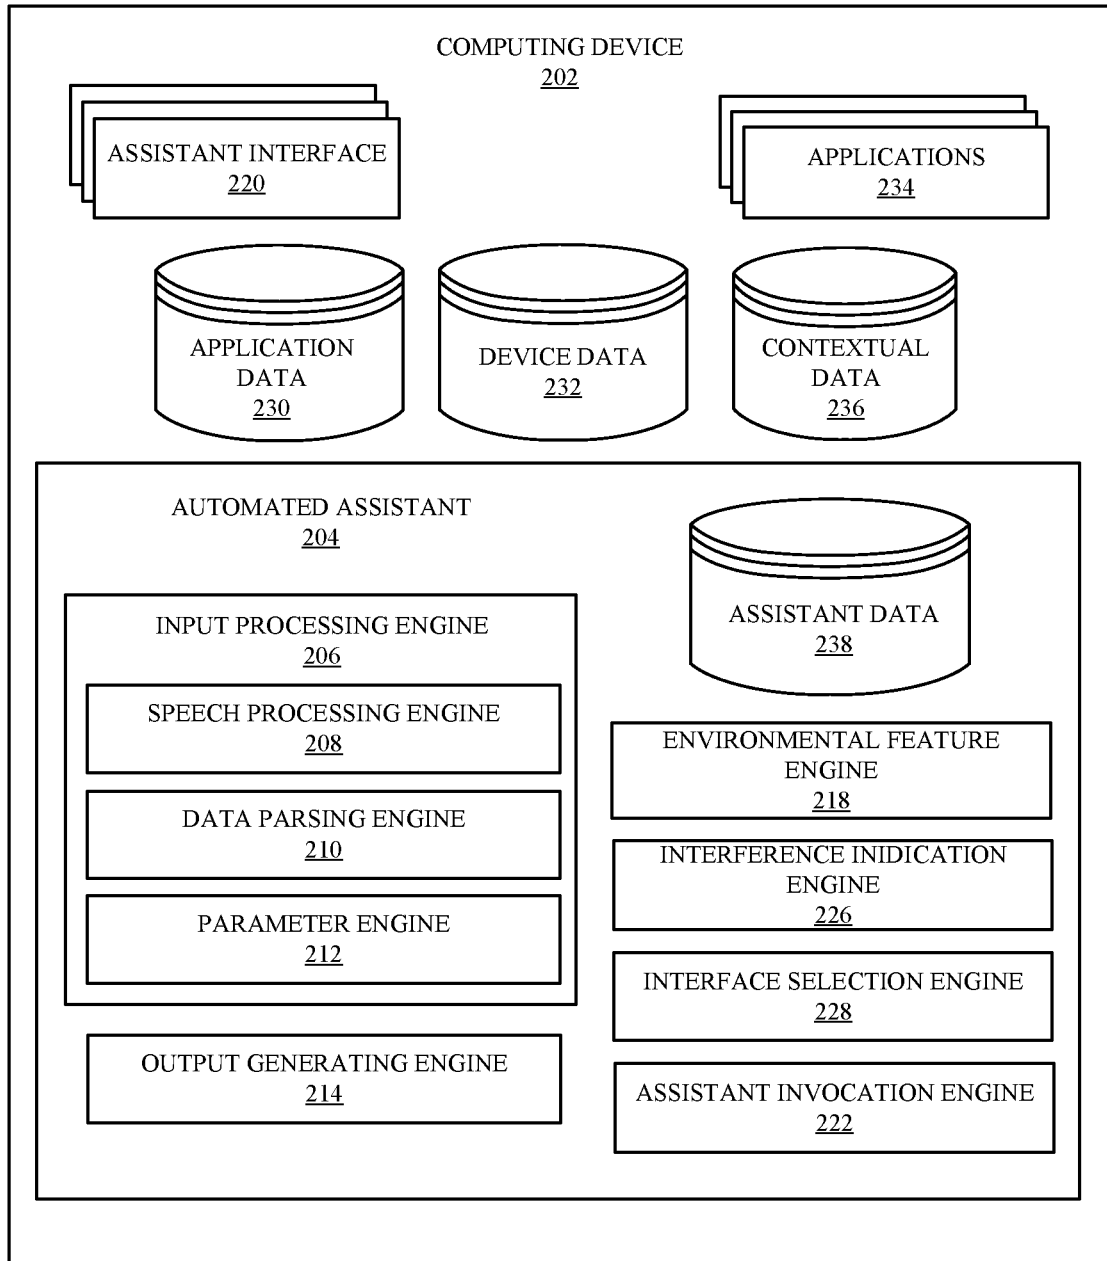 COMPUTING DEVICE
202
ASSISTANT INTERFACE
220
APPLICATIONS
234
APPLICATION
DATA
230
DEVICE DATA
232
CONTEXTUAL
DATA
236
AUTOMATED ASSISTANT
204
ASSISTANT DATA
238
INPUT PROCESSING ENGINE
206
SPEECH PROCESSING ENGINE
208
DATA PARSING ENGINE
210
PARAMETER ENGINE
212
OUTPUT GENERATING ENGINE
214
ENVIRONMENTAL FEATURE
ENGINE
218
INTERFERENCE INIDICATION
ENGINE
226
INTERFACE SELECTION ENGINE
228
ASSISTANT INVOCATION ENGINE
222